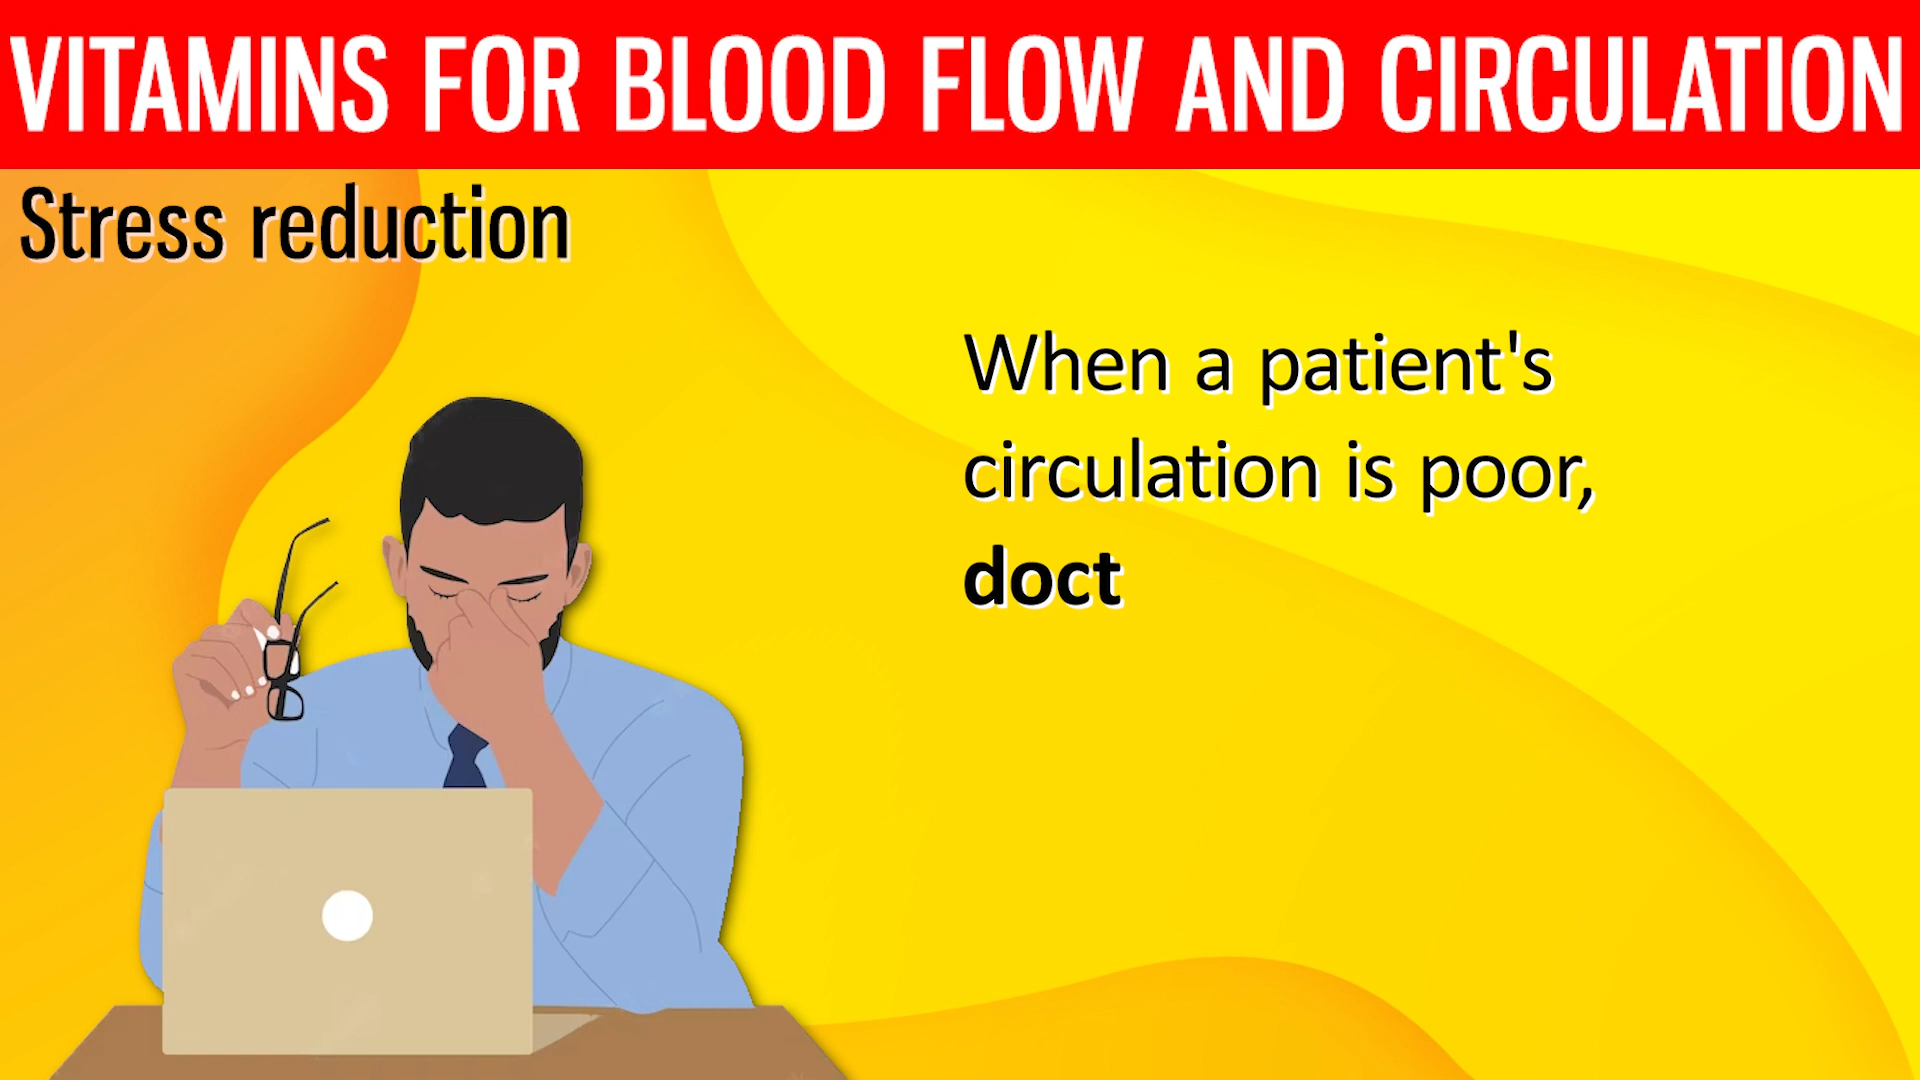 VITAMINS FOR BLOOD FLOW AND CIRCULATION
Stress reduction
When a patient's
circulation is poor,
doct